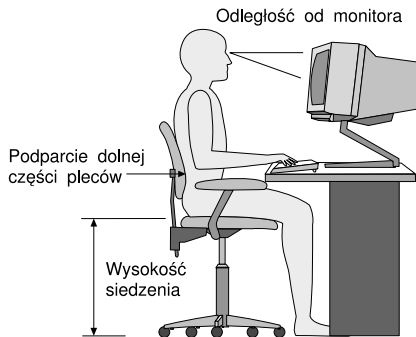 Odległość od monitora
Podparcie dolnej
części pleców
Wysokość
siedzenia